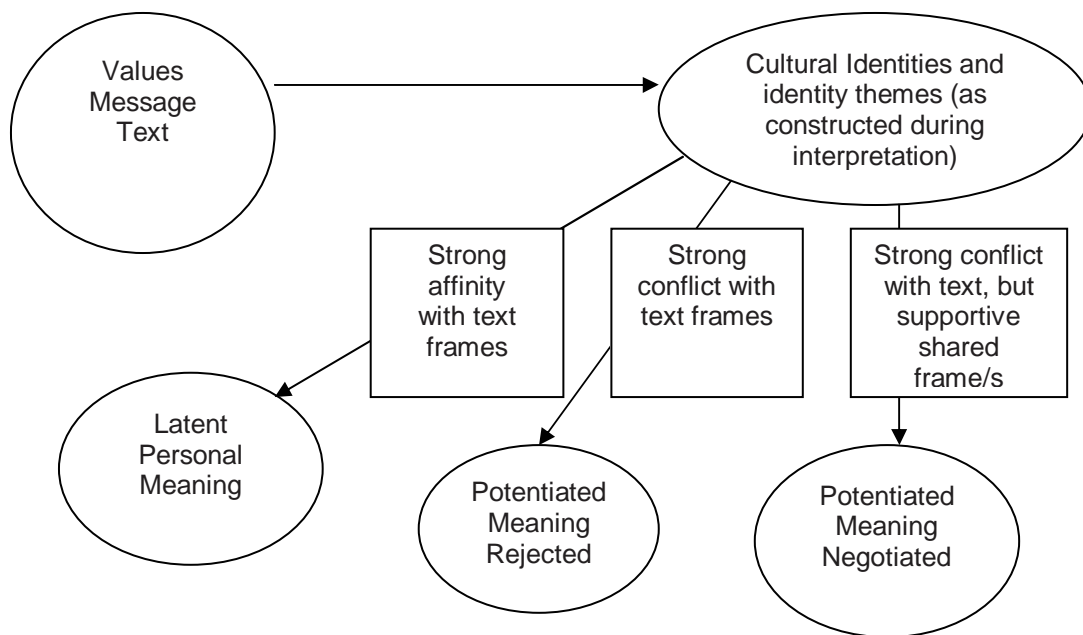 Values
Message
Text
Cultural Identities and
identity themes (as
constructed during
interpretation)
Strong
affinity
with text
frames
Strong
conflict with
text frames
Strong conflict
with text, but
supportive
shared
frame/s
Latent
Personal
Meaning
Potentiated
Meaning
Rejected
Potentiated
Meaning
Negotiated